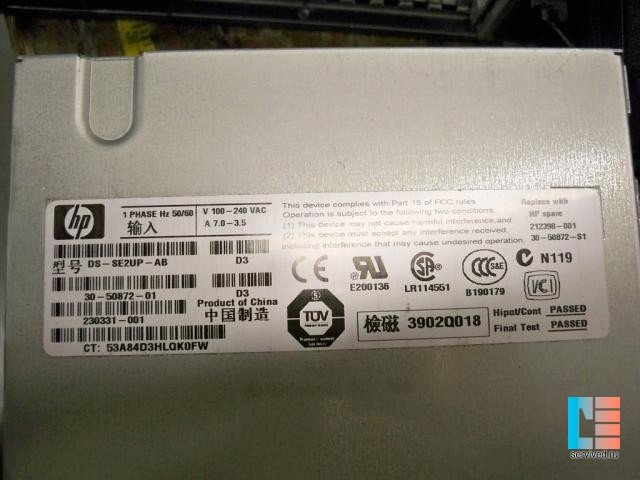 hp
1 PHASE Hz 50/60
输入
V 100-240 VAC
A 7.0-3.5
This device complies with Part 15 of FCC rules.
Operation is subject to the following two conditions:
(1) This device may not cause harmful interference,and
(2) This device must accept any interference received,
including Interference that may cause undesired operation.
Replace with
HP spare
212398-001
30-50872-S1
型号 DS-SE2UP-AB
D3
30-50872-01
D3
230331-001
Product of China
中国制造
CT: 53A84D3HLQK0FW
CE
E200136
LR114551
B190179
N119
VCI
TÜV
檢磁 3902Q018
Hipot/Cont PASSED
Final Test PASSED
servived.ru